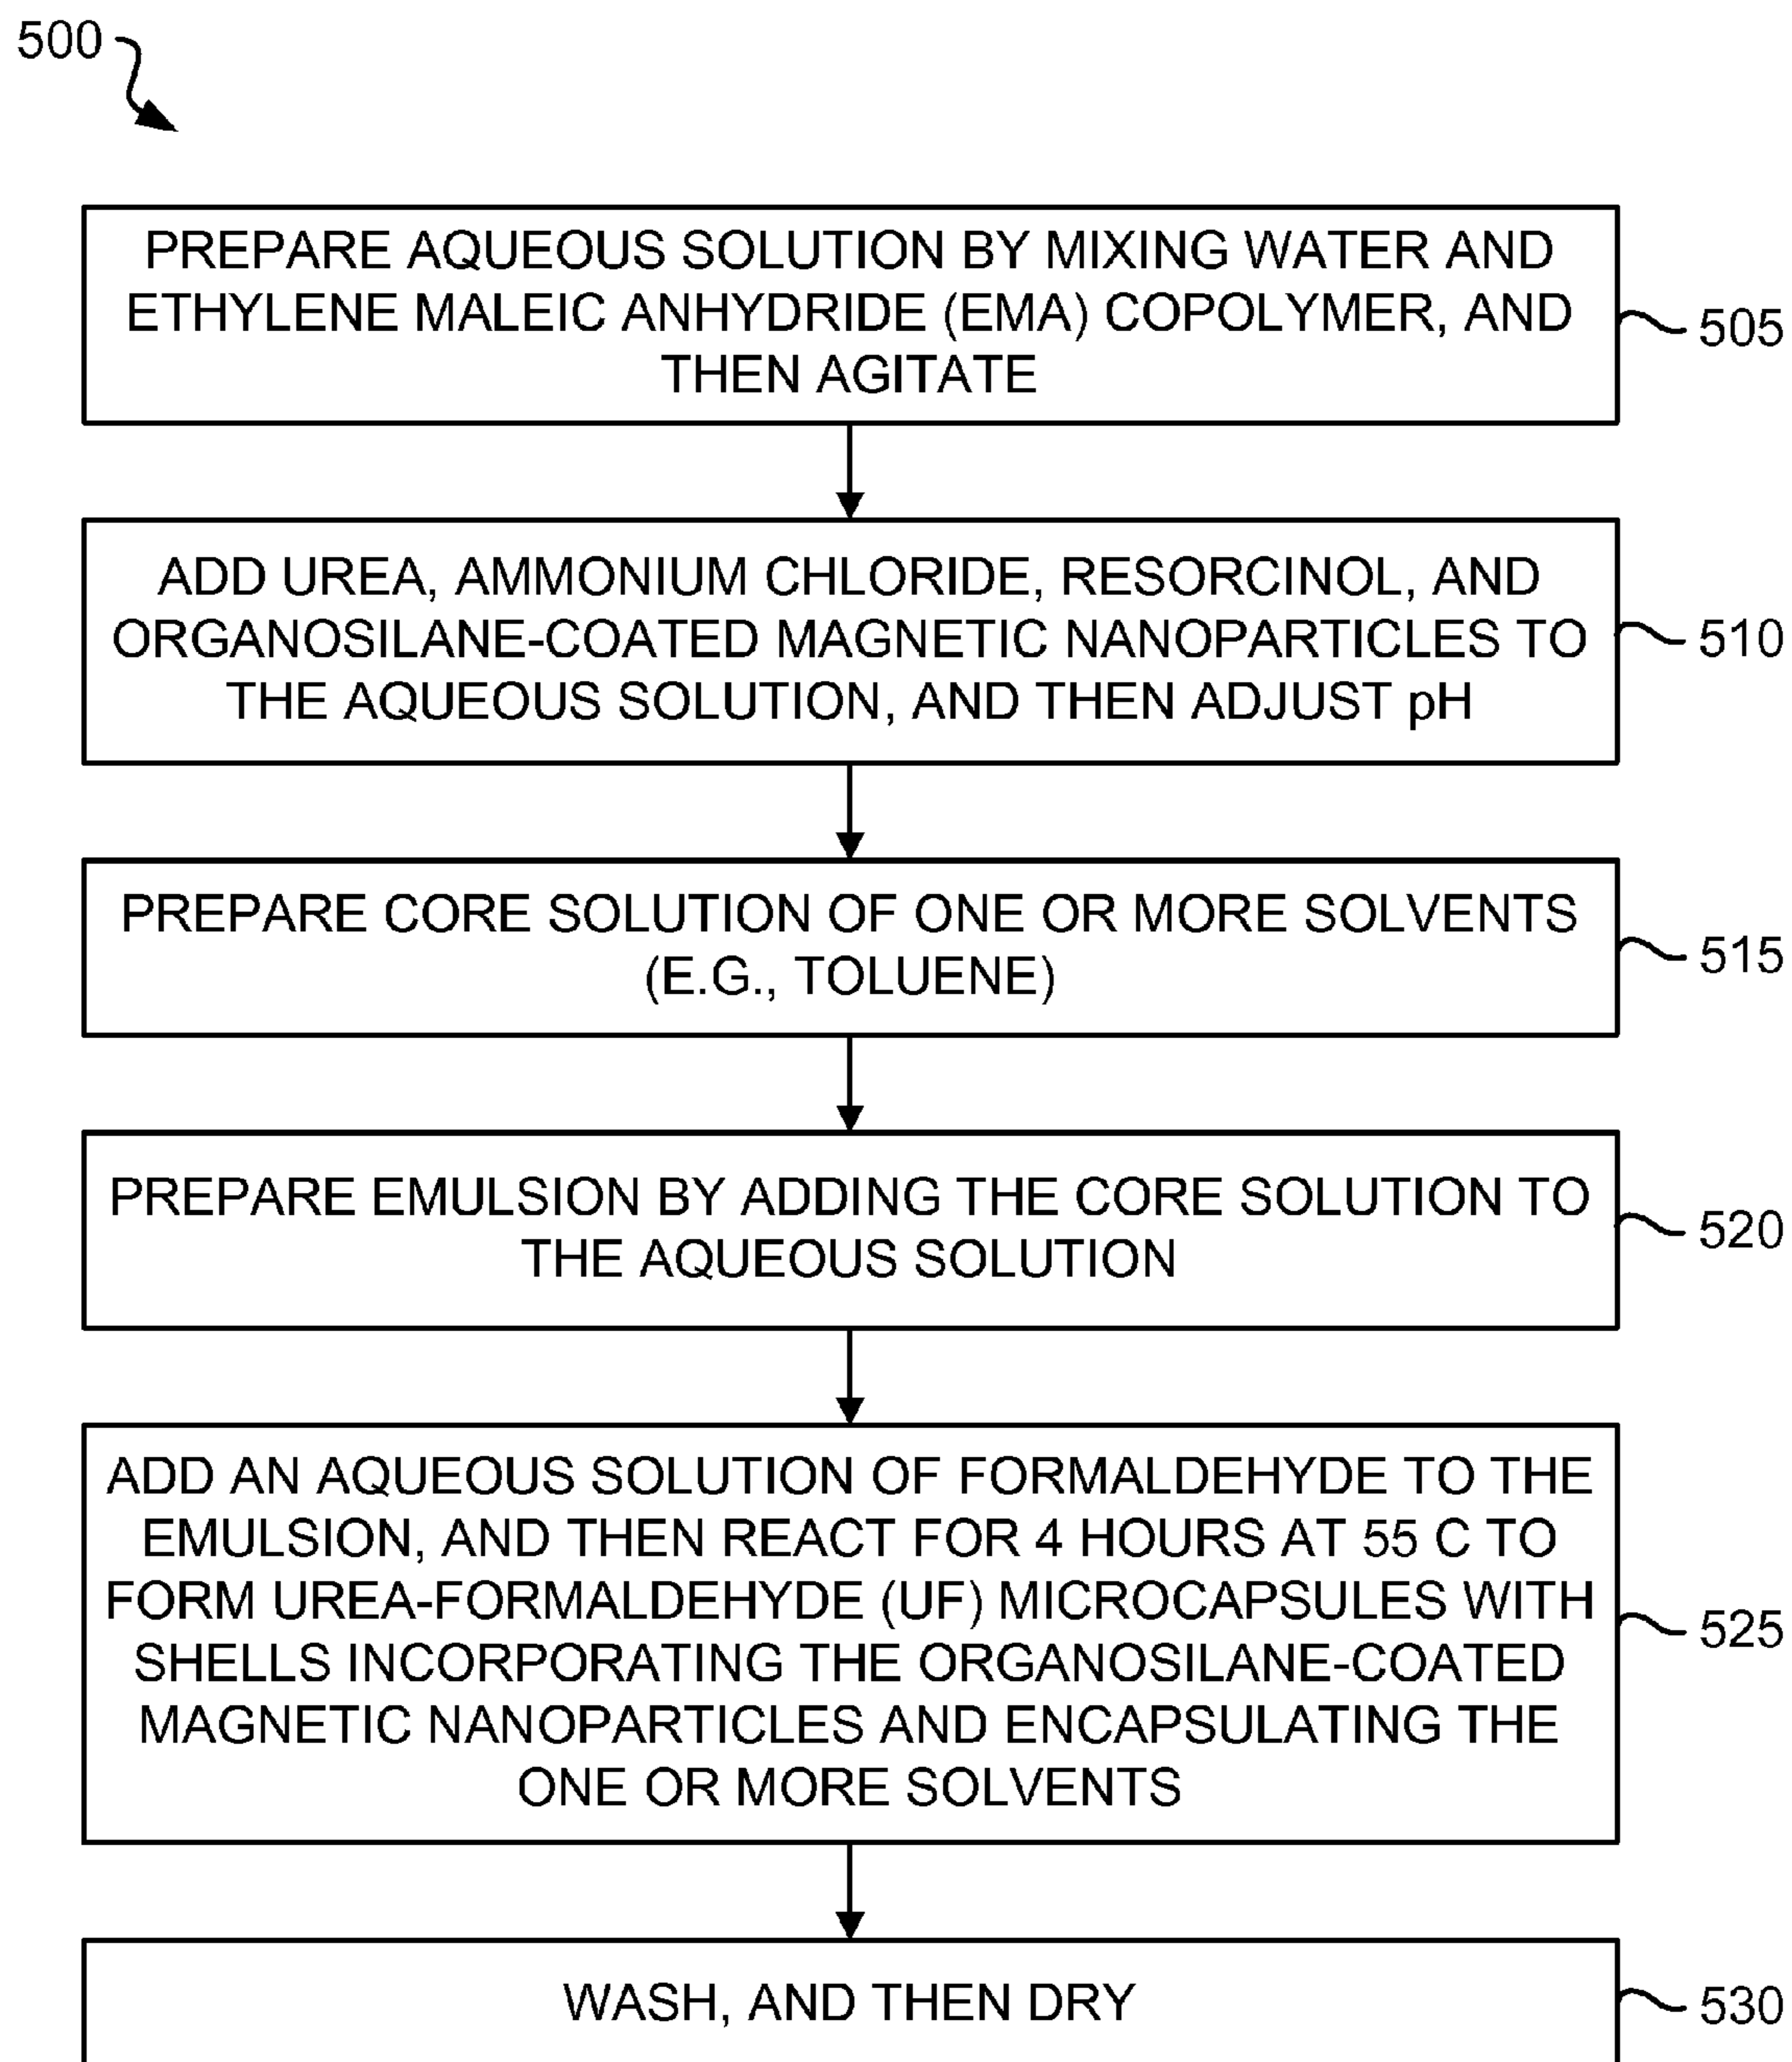 500
PREPARE AQUEOUS SOLUTION BY MIXING WATER AND
ETHYLENE MALEIC ANHYDRIDE (EMA) COPOLYMER, AND
THEN AGITATE
505
ADD UREA, AMMONIUM CHLORIDE, RESORCINOL, AND
ORGANOSILANE-COATED MAGNETIC NANOPARTICLES TO
THE AQUEOUS SOLUTION, AND THEN ADJUST pH
510
PREPARE CORE SOLUTION OF ONE OR MORE SOLVENTS
(E.G., TOLUENE)
515
PREPARE EMULSION BY ADDING THE CORE SOLUTION TO
THE AQUEOUS SOLUTION
520
ADD AN AQUEOUS SOLUTION OF FORMALDEHYDE TO THE
EMULSION, AND THEN REACT FOR 4 HOURS AT 55 C TO
FORM UREA-FORMALDEHYDE (UF) MICROCAPSULES WITH
SHELLS INCORPORATING THE ORGANOSILANE-COATED
MAGNETIC NANOPARTICLES AND ENCAPSULATING THE
ONE OR MORE SOLVENTS
525
WASH, AND THEN DRY
530